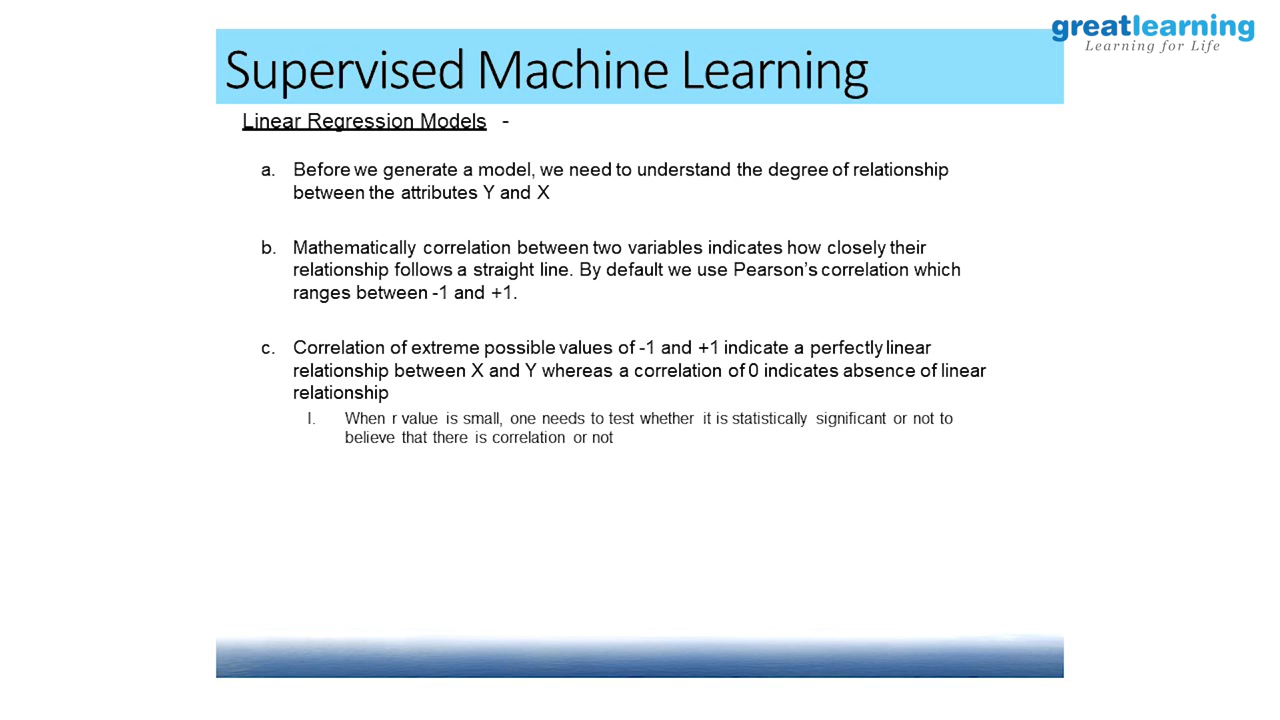 greatlearning
Learning for Life
Supervised Machine Learning
Linear Regression Models -
a. Before we generate a model, we need to understand the degree of relationship
between the attributes Y and X
b. Mathematically correlation between two variables indicates how closely their
relationship follows a straight line. By default we use Pearson's correlation which
ranges between -1 and +1.
c. Correlation of extreme possible values of -1 and +1 indicate a perfectly linear
relationship between X and Y whereas a correlation of 0 indicates absence of linear
relationship
I. When r value is small, one needs to test whether it is statistically significant or not to
believe that there is correlation or not